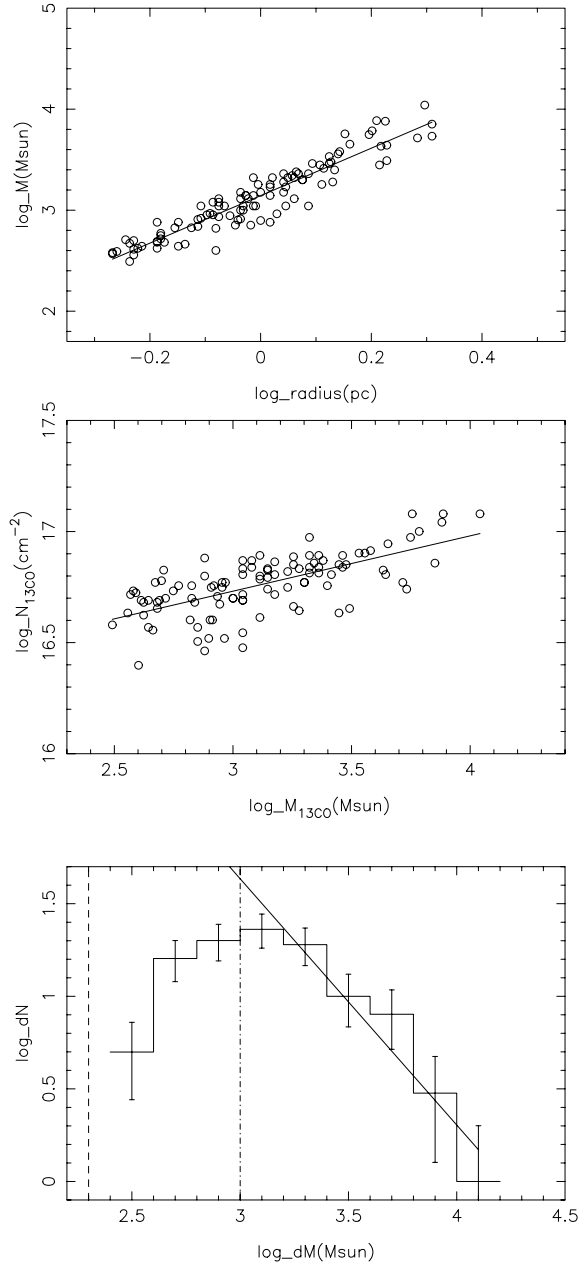 5
4
3
2
log_M(Msun)
−0.2 0 0.2 0.4
log_radius(pc)
17.5
17
16.5
16
log_N13CO(cm−2)
2.5 3 3.5 4
log_M13CO(Msun)
1.5
1
0.5
0
log_dN
2.5 3 3.5 4 4.5
log_dM(Msun)